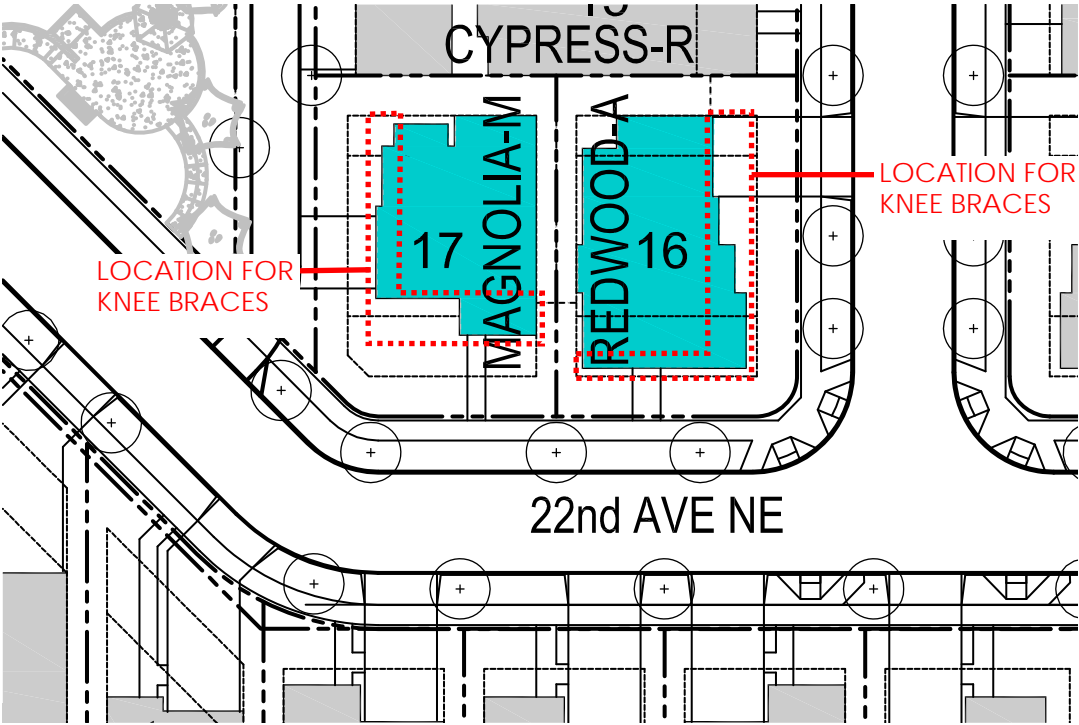 CYPRESS-R
MAGNOLIA-M
REDWOOD-A
LOCATION FOR
KNEE BRACES
17
16
LOCATION FOR
KNEE BRACES
22nd AVE NE